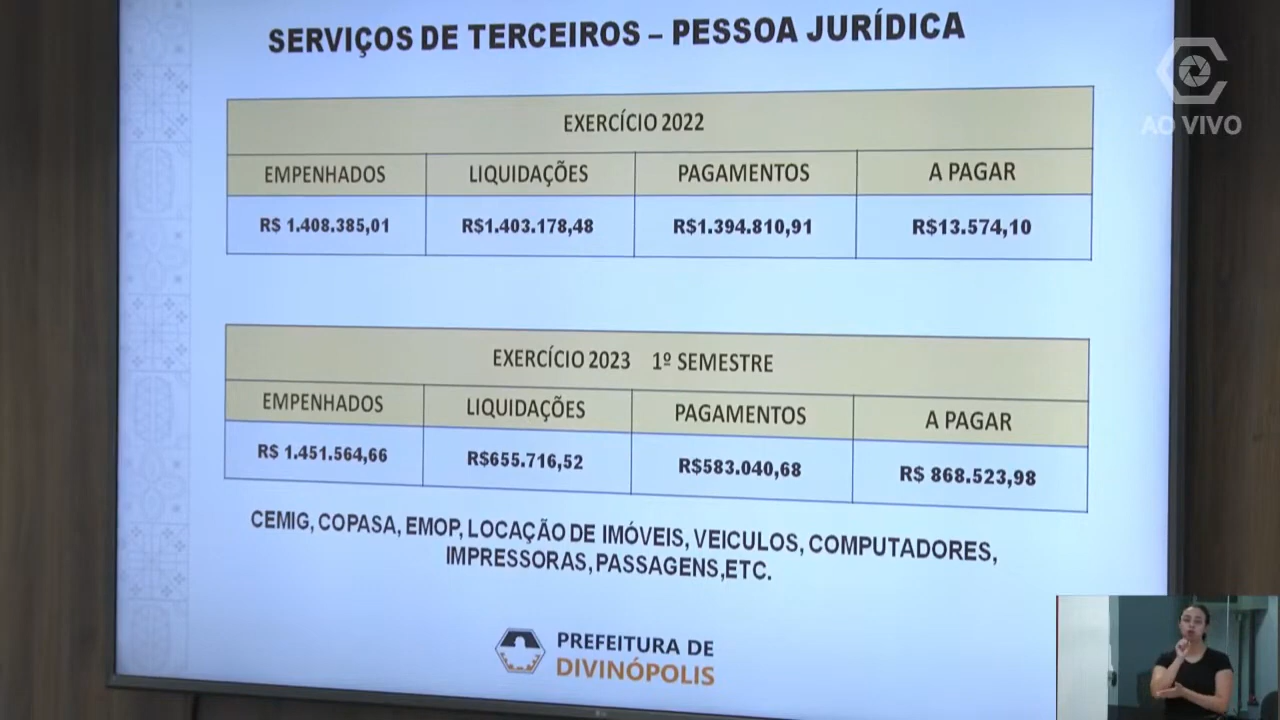 SERVIÇOS DE TERCEIROS – PESSOA JURÍDICA
AO VIVO
EXERCÍCIO 2022
EMPENHADOS LIQUIDAÇÕES PAGAMENTOS A PAGAR
R$ 1.408.385,01 R$1.403.178,48 R$1.394.810,91 R$13.574,10
EXERCÍCIO 2023 1º SEMESTRE
EMPENHADOS LIQUIDAÇÕES PAGAMENTOS A PAGAR
R$ 1.451.564,66 R$655.716,52 R$583.040,68 R$ 868.523,98
CEMIG, COPASA, EMOP, LOCAÇÃO DE IMÓVEIS, VEICULOS, COMPUTADORES,
IMPRESSORAS, PASSAGENS,ETC.
PREFEITURA DE
DIVINÓPOLIS